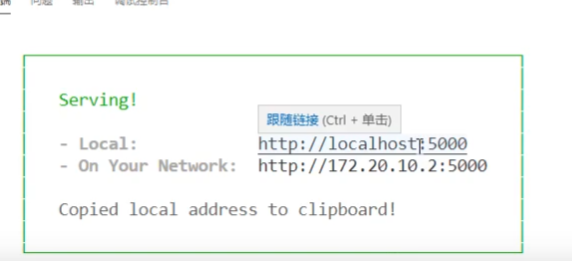 端 问题 输出 调试控制台
Serving!
跟随链接 (Ctrl + 单击)
- Local: http://localhost:5000
- On Your Network: http://172.20.10.2:5000
Copied local address to clipboard!